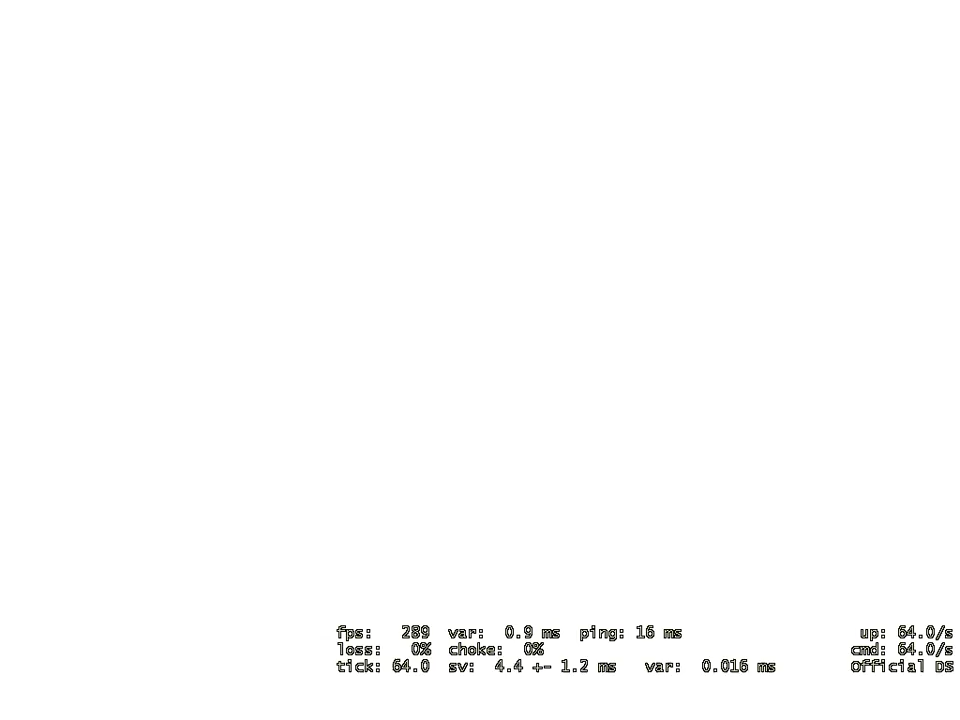 fps: 289 var: 0.9 ms ping: 16 ms up: 64.0/s
loss: 0% choke: 0% cmd: 64.0/s
tick: 64.0 sv: 4.4 +- 1.2 ms var: 0.016 ms Official DS